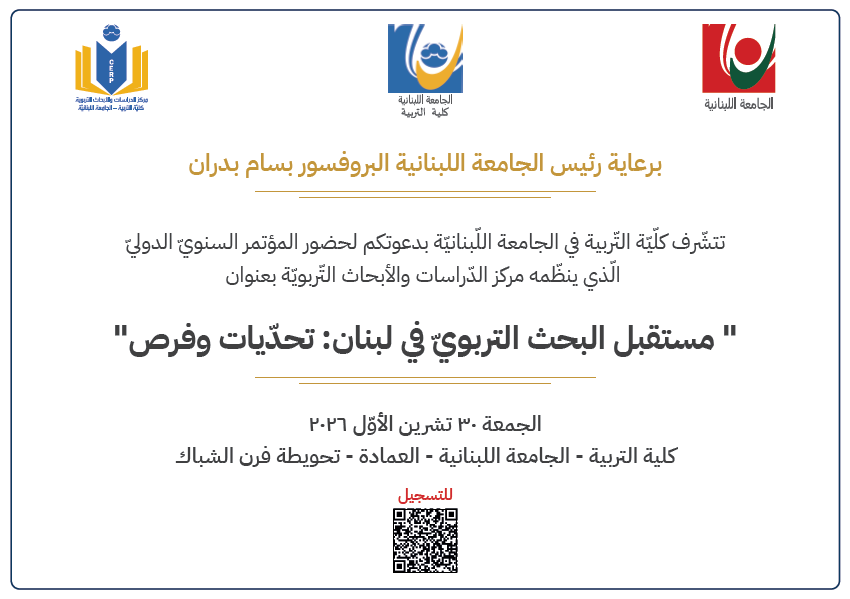 الجامعة اللبنانية
الجامعة اللبنانية
كلية التربية
CERP
مركز الدراسات والأبحاث التربوية
كلية التربية - الجامعة اللبنانية
برعاية رئيس الجامعة اللبنانية البروفسور بسام بدران
تتشّرف كلّيّة التّربية في الجامعة اللّبنانيّة بدعوتكم لحضور المؤتمر السنويّ الدوليّ
الّذي ينظّمه مركز الدّراسات والأبحاث التّربويّة بعنوان
" مستقبل البحث التربويّ في لبنان: تحدّيات وفرص"
الجمعة ٣٠ تشرين الأوّل ٢٠٢٦
كلية التربية - الجامعة اللبنانية - العمادة - تحويطة فرن الشباك
للتسجيل